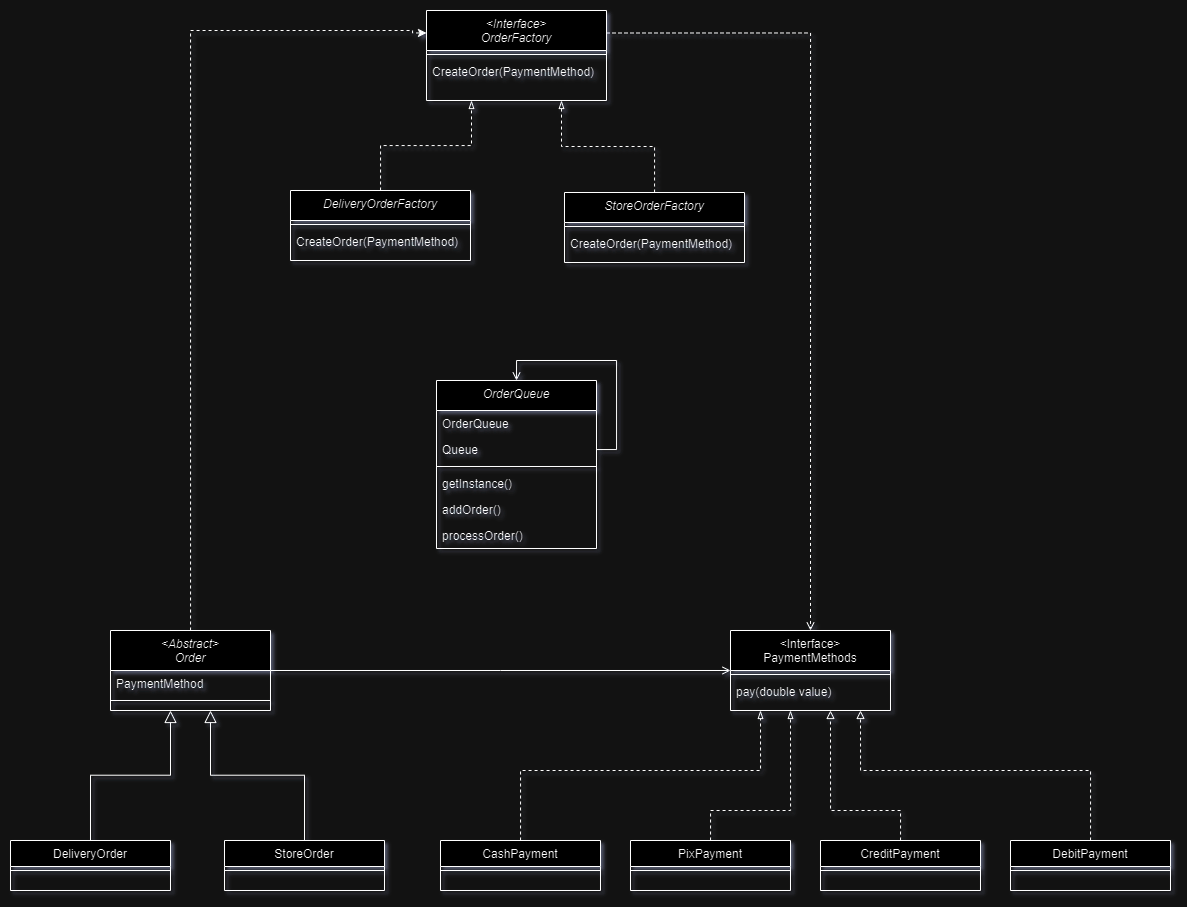 <Interface>
OrderFactory
CreateOrder(PaymentMethod)
DeliveryOrderFactory
CreateOrder(PaymentMethod)
StoreOrderFactory
CreateOrder(PaymentMethod)
OrderQueue
OrderQueue
Queue
getInstance()
addOrder()
processOrder()
<Abstract>
Order
PaymentMethod
<Interface>
PaymentMethods
pay(double value)
DeliveryOrder
StoreOrder
CashPayment
PixPayment
CreditPayment
DebitPayment